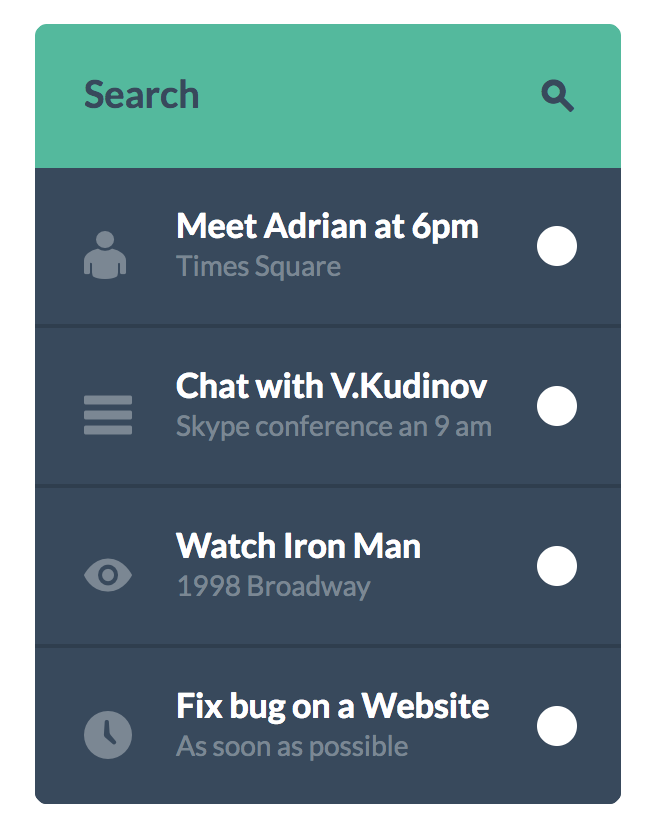 Search
Meet Adrian at 6pm
Times Square
Chat with V.Kudinov
Skype conference an 9 am
Watch Iron Man
1998 Broadway
Fix bug on a Website
As soon as possible